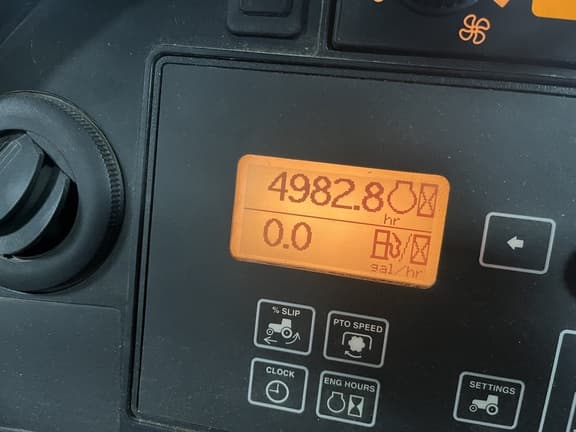 4982.8
hr
0.0
gal/hr
% SLIP
PTO SPEED
CLOCK
ENG HOURS
SETTINGS